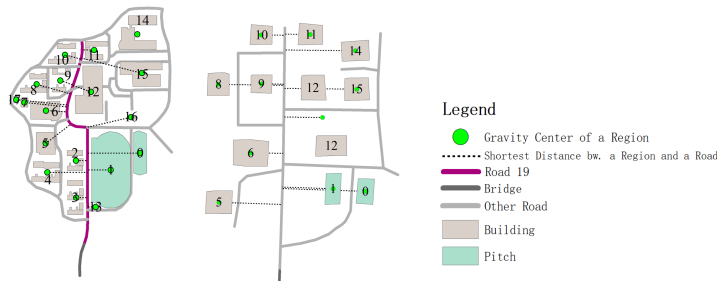 14
10 11
9 15
8 12
17 7 6 16
5
2 0
1
4
3 13
10 11
14
8 9 12 15
6 12
1 0
5
Legend
Gravity Center of a Region
Shortest Distance bw. a Region and a Road
Road 19
Bridge
Other Road
Building
Pitch